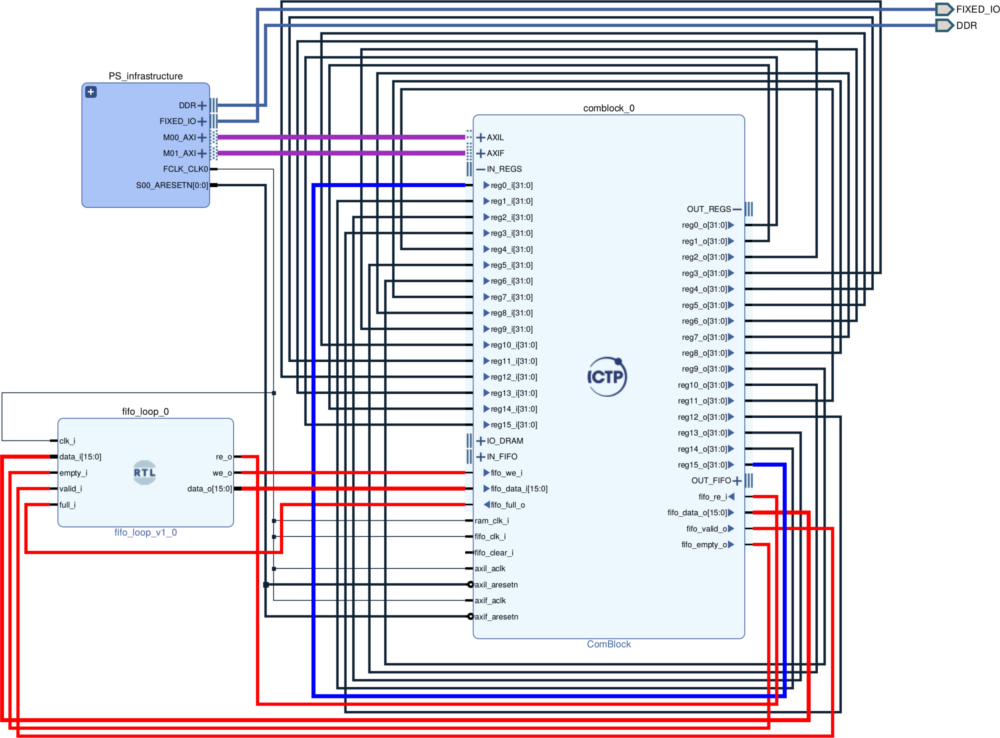 FIXED_IO
DDR
PS_infrastructure
DDR
FIXED_IO
M00_AXI
M01_AXI
FCLK_CLK0
S00_ARESETN[0:0]
comblock_0
AXIL
AXIF
IN_REGS
reg0_i[31:0]
reg1_i[31:0]
reg2_i[31:0]
reg3_i[31:0]
reg4_i[31:0]
reg5_i[31:0]
reg6_i[31:0]
reg7_i[31:0]
reg8_i[31:0]
reg9_i[31:0]
reg10_i[31:0]
reg11_i[31:0]
reg12_i[31:0]
reg13_i[31:0]
reg14_i[31:0]
reg15_i[31:0]
IO_DRAM
IN_FIFO
fifo_we_i
fifo_data_i[15:0]
fifo_full_o
ram_clk_i
fifo_clk_i
fifo_clear_i
axil_aclk
axil_aresetn
axif_aclk
axif_aresetn
ICTP
OUT_REGS
reg0_o[31:0]
reg1_o[31:0]
reg2_o[31:0]
reg3_o[31:0]
reg4_o[31:0]
reg5_o[31:0]
reg6_o[31:0]
reg7_o[31:0]
reg8_o[31:0]
reg9_o[31:0]
reg10_o[31:0]
reg11_o[31:0]
reg12_o[31:0]
reg13_o[31:0]
reg14_o[31:0]
reg15_o[31:0]
OUT_FIFO
fifo_re_i
fifo_data_o[15:0]
fifo_valid_o
fifo_empty_o
ComBlock
fifo_loop_0
clk_i
data_i[15:0]
empty_i
valid_i
full_i
RTL
re_o
we_o
data_o[15:0]
fifo_loop_v1_0